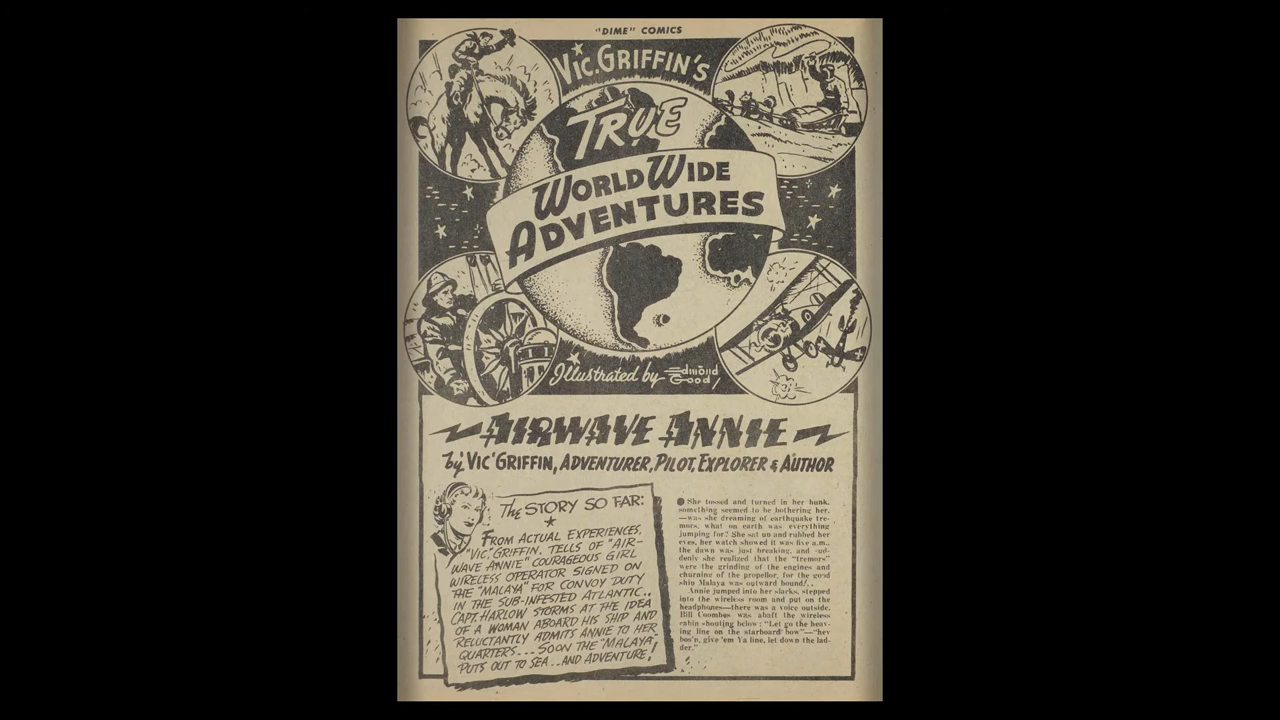 "DIME" COMICS
Vic. GRIFFIN'S
TRUE
WORLD WIDE
ADVENTURES
Illustrated by Edmond Good
AIRWAVE ANNIE
by "VIC" GRIFFIN, ADVENTURER, PILOT, EXPLORER & AUTHOR
The STORY SO FAR:
FROM ACTUAL EXPERIENCES,
"VIC", GRIFFIN. TELLS OF "AIR-
WAVE ANNIE" COURAGEOUS GIRL
WIRELESS OPERATOR SIGNED ON
THE "MALAYA" FOR CONVOY DUTY
IN THE SUB-INFESTED ATLANTIC..
CAPT. HARLOW STORMS AT THE IDEA
OF A WOMAN ABOARD HIS SHIP AND
RELUCTANTLY ADMITS ANNIE TO HER
QUARTERS... SOON THE "MALAYA",
PUTS OUT TO SEA.. AND ADVENTURE!
She tossed and turned in her bunk,
something seemed to be bothering her,
—was she dreaming of earthquake tre-
mors, what on earth was everything
jumping for? She sat up and rubbed her
eyes, her watch showed it was five a.m.,
the dawn was just breaking, and sud-
denly she realized that the "tremors"
were the grinding of the engines and
churning of the propellor, for the good
ship Malaya was outward bound!..
Annie jumped into her slacks, stepped
into the wireless room and put on the
headphones—there was a voice outside.
Bill Coombes was abaft the wireless
cabin shouting below; "Let go the heav-
ing line on the starboard bow"—"hey
bos'n, give 'em Ya line, let down the lad-
der."